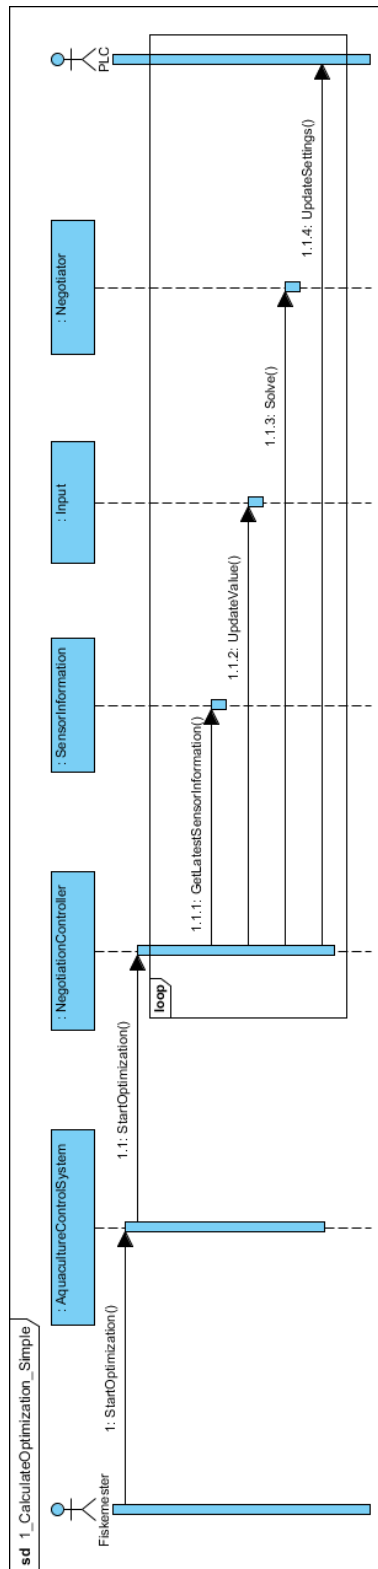 sd 1_CalculateOptimization_Simple
Fiskemester
: AquacultureControlSystem
: NegotiationController
: SensorInformation
: Input
: Negotiator
PLC
1: StartOptimization()
1.1: StartOptimization()
loop
1.1.1: GetLatestSensorInformation()
1.1.2: UpdateValue()
1.1.3: Solve()
1.1.4: UpdateSettings()